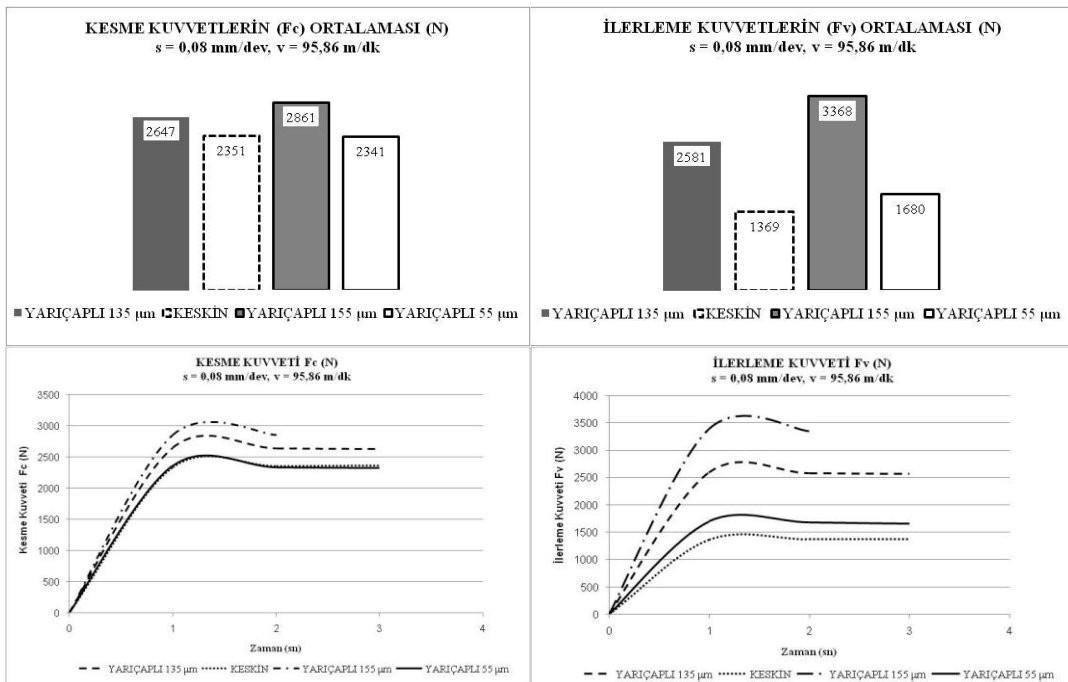 KESME KUVVETLERİN (Fc) ORTALAMASI (N)
s = 0,08 mm/dev, v = 95,86 m/dk
2647
2351
2861
2341
YARIÇAPLI 135 µm KESKİN YARIÇAPLI 155 µm YARIÇAPLI 55 µm
İLERLEME KUVVETLERİN (Fv) ORTALAMASI (N)
s = 0,08 mm/dev, v = 95,86 m/dk
2581
1369
3368
1680
YARIÇAPLI 135 µm KESKİN YARIÇAPLI 155 µm YARIÇAPLI 55 µm
KESME KUVVETİ Fc (N)
s = 0,08 mm/dev, v = 95,86 m/dk
Kesme Kuvveti Fc (N)
3500
3000
2500
2000
1500
1000
500
0
0 1 2 3 4
Zaman (sn)
YARIÇAPLI 135 µm KESKİN YARIÇAPLI 155 µm YARIÇAPLI 55 µm
İLERLEME KUVVETİ Fv (N)
s = 0,08 mm/dev, v = 95,86 m/dk
İlerleme Kuvveti Fv (N)
4000
3500
3000
2500
2000
1500
1000
500
0
0 1 2 3 4
Zaman (sn)
YARIÇAPLI 135 µm KESKİN YARIÇAPLI 155 µm YARIÇAPLI 55 µm